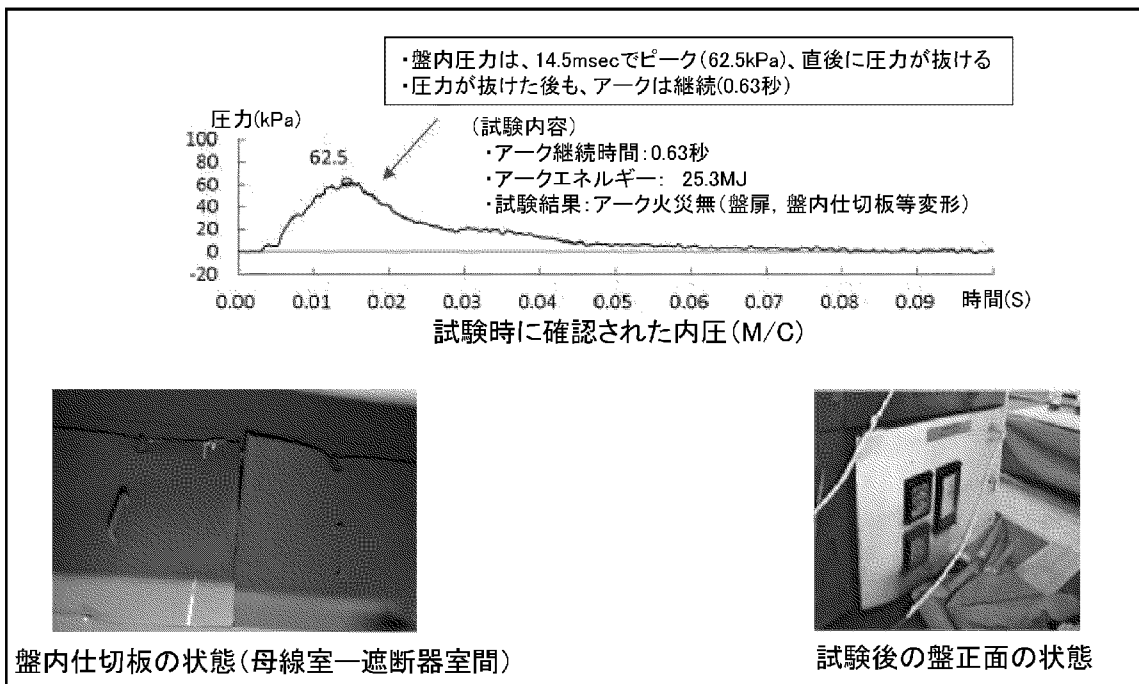 ・盤内圧力は、14.5msecでピーク(62.5kPa)、直後に圧力が抜ける
・圧力が抜けた後も、アークは継続(0.63秒)
圧力(kPa)
(試験内容)
・アーク継続時間:0.63秒
・アークエネルギー: 25.3MJ
・試験結果:アーク火災無(盤扉, 盤内仕切板等変形)
62.5
100
80
60
40
20
0
-20
0.00 0.01 0.02 0.03 0.04 0.05 0.06 0.07 0.08 0.09 時間(S)
試験時に確認された内圧(M/C)
盤内仕切板の状態(母線室―遮断器室間)
試験後の盤正面の状態